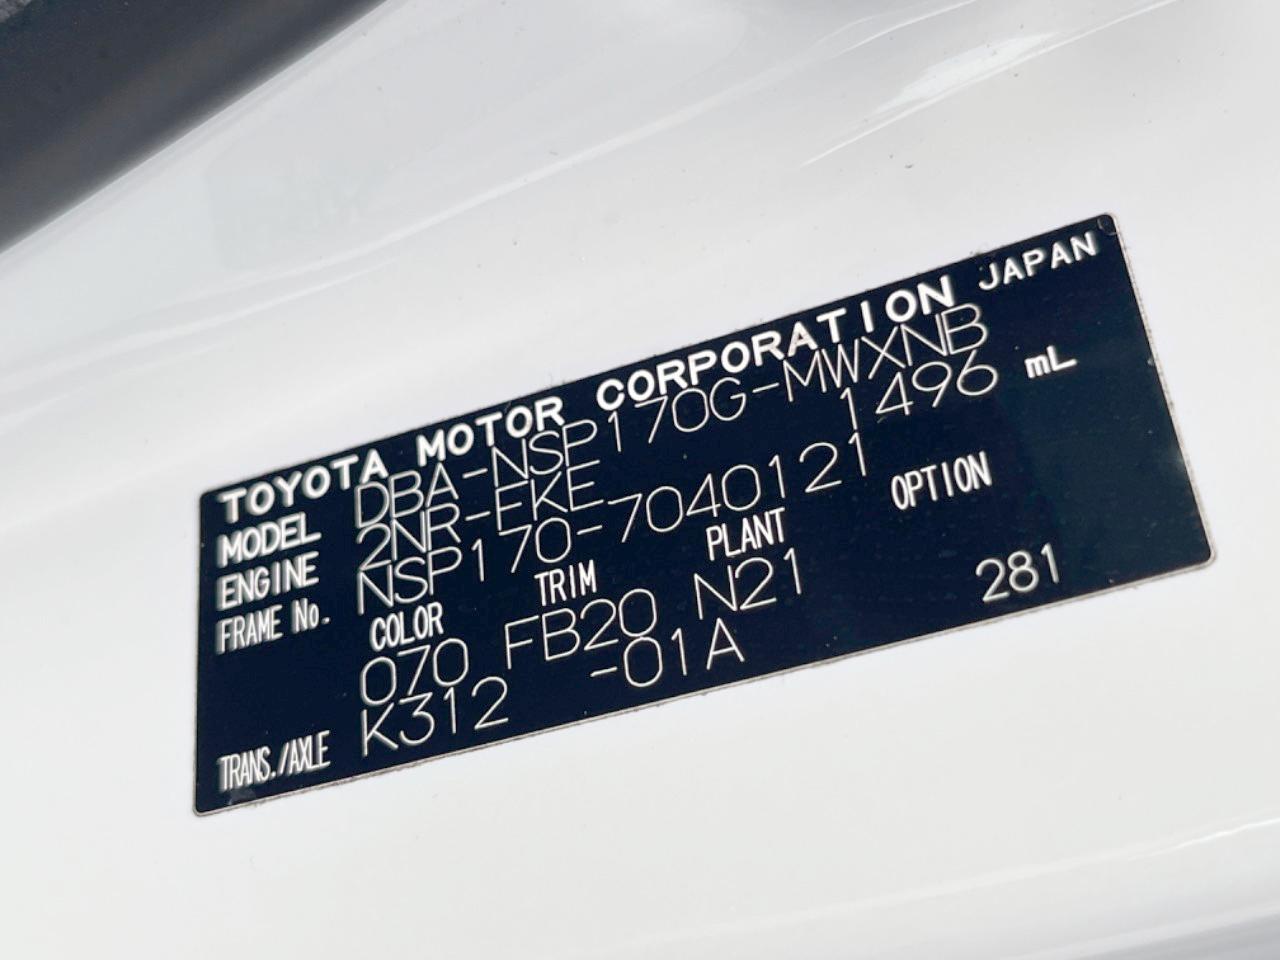 TOYOTA MOTOR CORPORATION JAPAN
MODEL DBA-NSP170G-MWXNB
ENGINE 2NR-FKE 1496 mL
FRAME No. NSP170-7040121
COLOR TRIM PLANT OPTION
070 FB20 N21 281
TRANS./AXLE K312 -01A